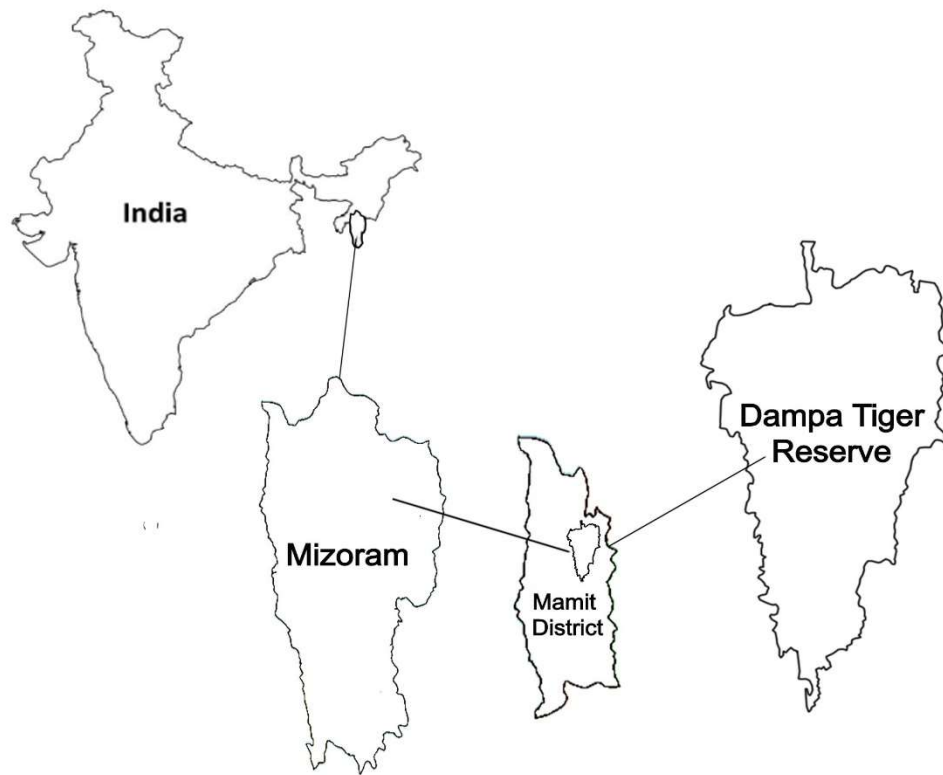 India
Dampa Tiger
Reserve
Mizoram
Mamit
District